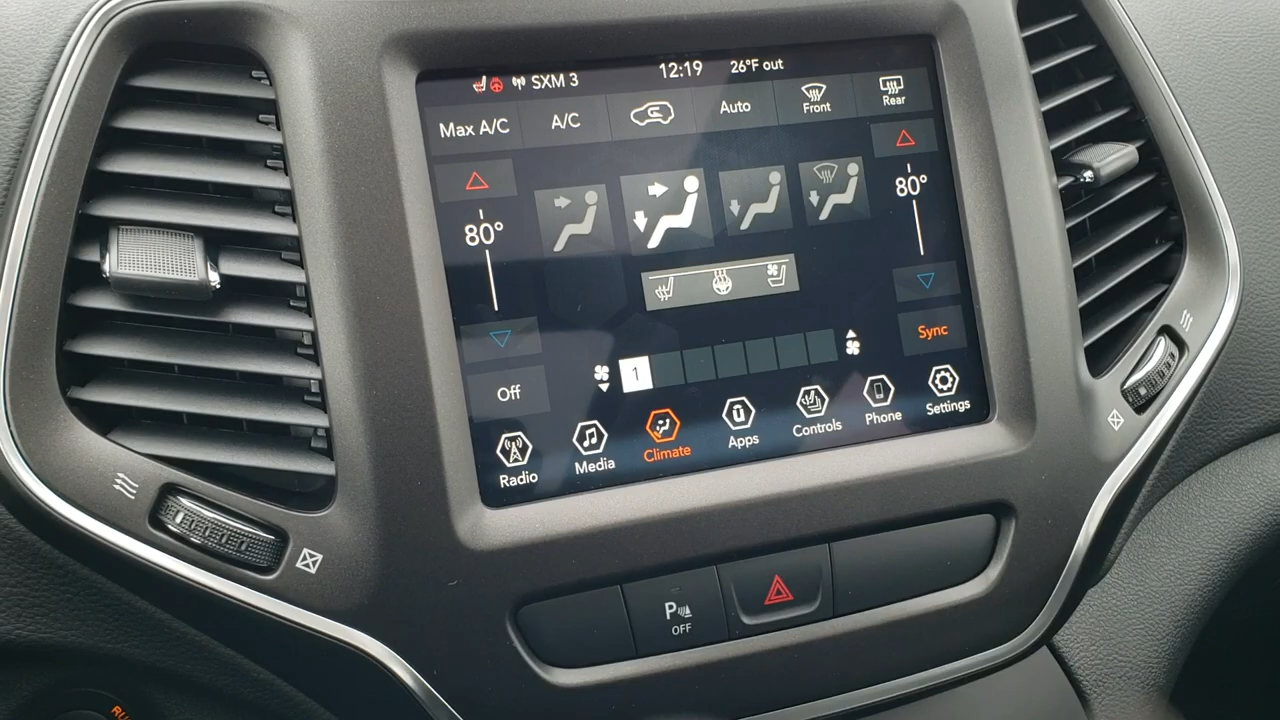 SXM 3 12:19 26°F out
Max A/C A/C Auto Front Rear
80° 80°
Sync
1
Off
Radio Media Climate Apps Controls Phone Settings
P
OFF